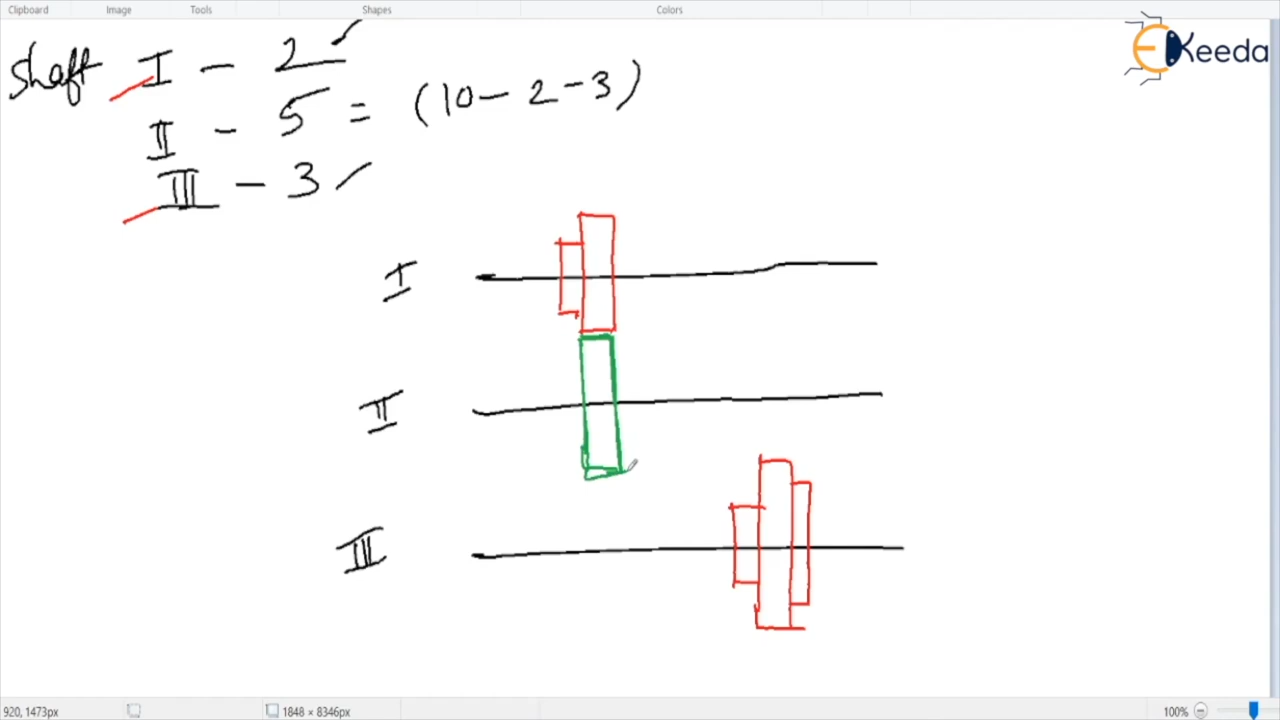 Clipboard Image Tools Shapes Colors
EKeeda
Shaft I - 2
II - 5 = (10 - 2 - 3)
III - 3
I
II
III
920, 1473px 1848 × 8346px 100%